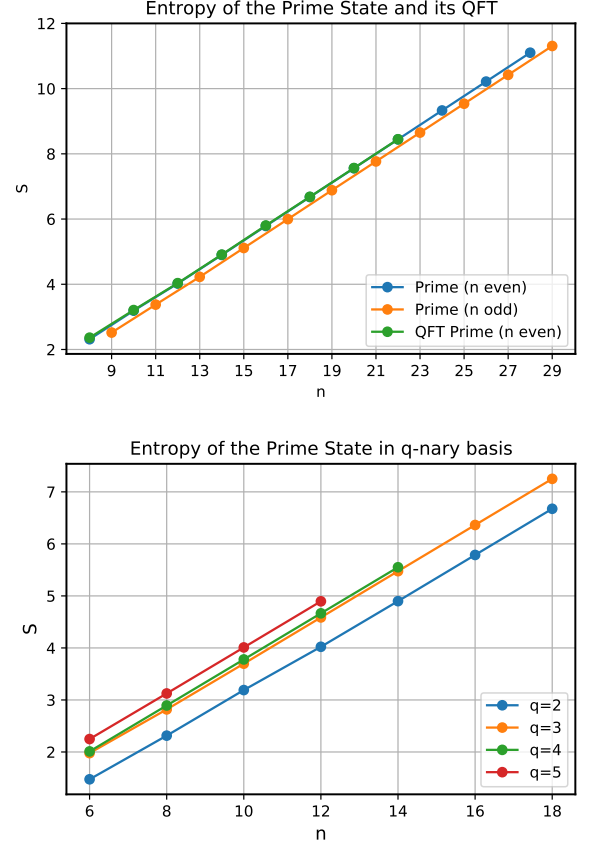 Entropy of the Prime State and its QFT
12
10
8
6
4
2
S
9 11 13 15 17 19 21 23 25 27 29
n
Prime (n even)
Prime (n odd)
QFT Prime (n even)
Entropy of the Prime State in q-nary basis
7
6
5
4
3
2
S
6 8 10 12 14 16 18
n
q=2
q=3
q=4
q=5